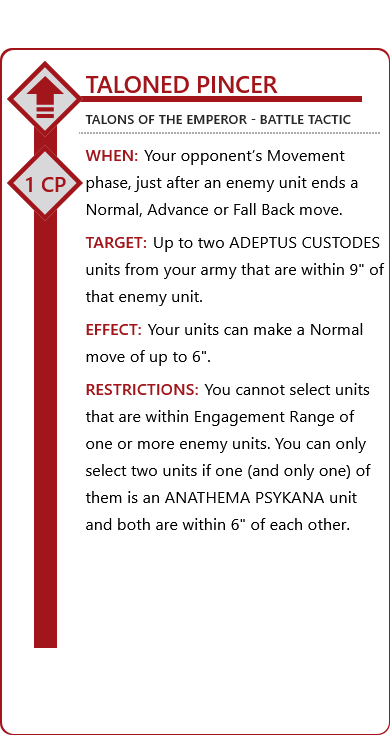 TALONED PINCER
TALONS OF THE EMPEROR - BATTLE TACTIC
WHEN: Your opponent's Movement
1 CP
phase, just after an enemy unit ends a
Normal, Advance or Fall Back move.
TARGET: Up to two ADEPTUS CUSTODES
units from your army that are within 9" of
that enemy unit.
EFFECT: Your units can make a Normal
move of up to 6".
RESTRICTIONS: You cannot select units
that are within Engagement Range of
one or more enemy units. You can only
select two units if one (and only one) of
them is an ANATHEMA PSYKANA unit
and both are within 6" of each other.